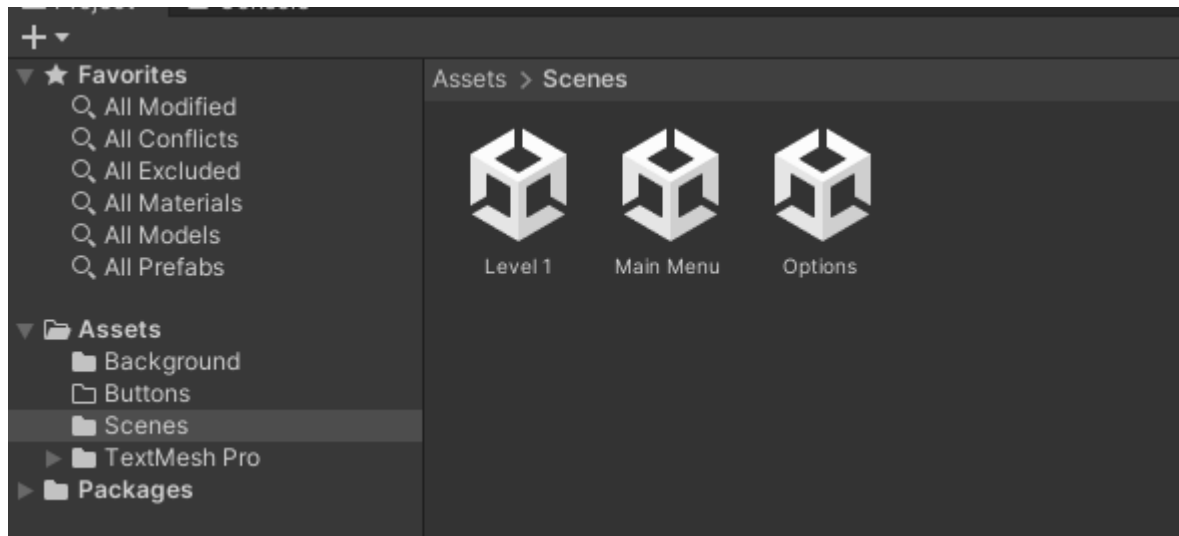 Favorites
All Modified
All Conflicts
All Excluded
All Materials
All Models
All Prefabs
Assets
Background
Buttons
Scenes
TextMesh Pro
Packages
Assets > Scenes
Level 1
Main Menu
Options